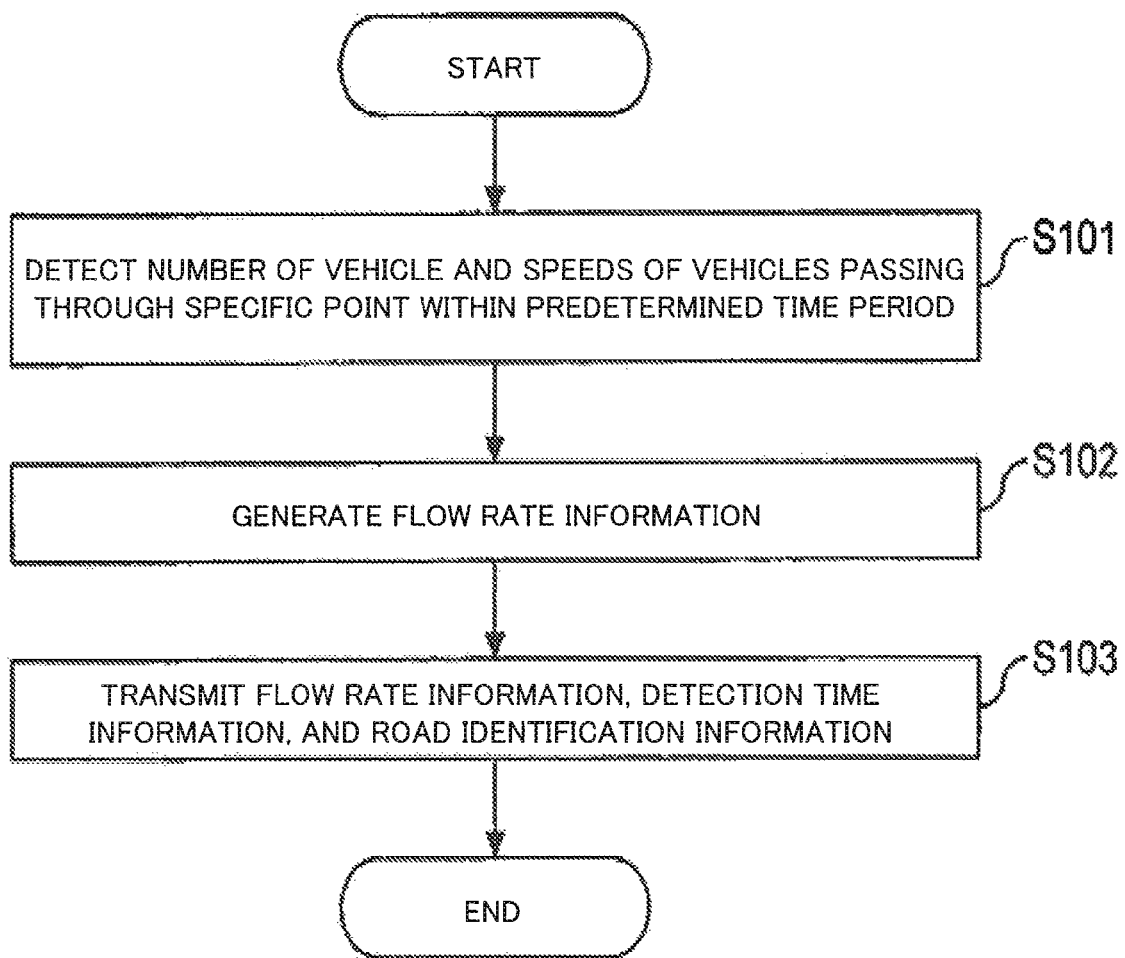 START
S101
DETECT NUMBER OF VEHICLE AND SPEEDS OF VEHICLES PASSING
THROUGH SPECIFIC POINT WITHIN PREDETERMINED TIME PERIOD
S102
GENERATE FLOW RATE INFORMATION
S103
TRANSMIT FLOW RATE INFORMATION, DETECTION TIME
INFORMATION, AND ROAD IDENTIFICATION INFORMATION
END